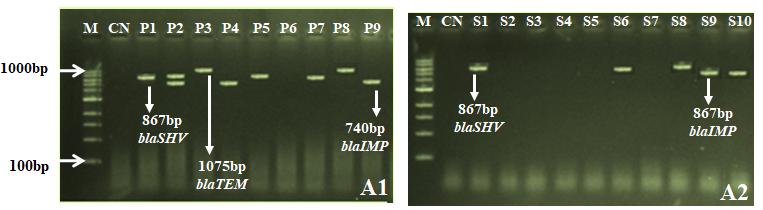 M CN P1 P2 P3 P4 P5 P6 P7 P8 P9
1000bp
867bp
blaSHV
740bp
blaIMP
100bp
1075bp
blaTEM
A1
M CN S1 S2 S3 S4 S5 S6 S7 S8 S9 S10
867bp
blaSHV
867bp
blaIMP
A2